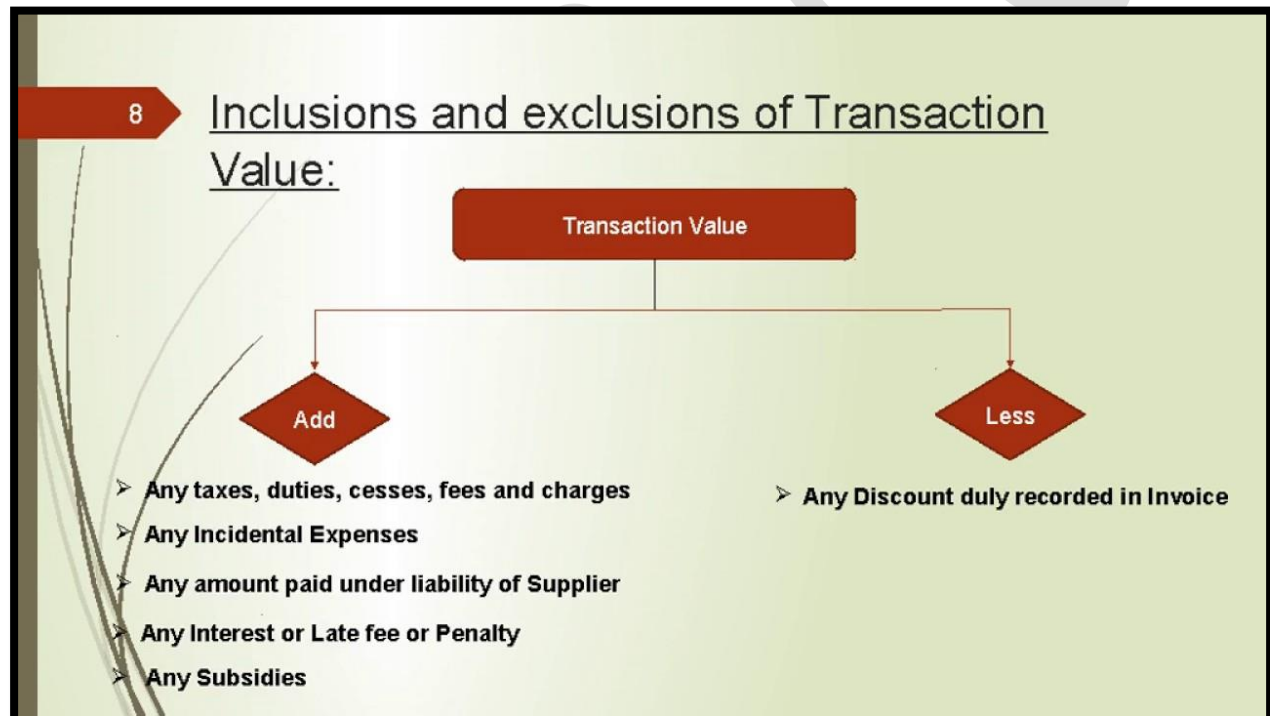 8
Inclusions and exclusions of Transaction
Value:
Transaction Value
Add
Less
Any taxes, duties, cesses, fees and charges
Any Incidental Expenses
Any amount paid under liability of Supplier
Any Interest or Late fee or Penalty
Any Subsidies
Any Discount duly recorded in Invoice